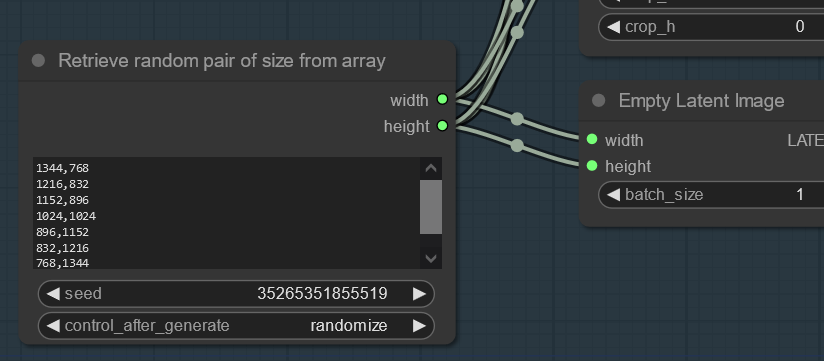 crop_h 0
Retrieve random pair of size from array
width
height
1344,768
1216,832
1152,896
1024,1024
896,1152
832,1216
768,1344
seed 35265351855519
control_after_generate randomize
Empty Latent Image
width LATE
height
batch_size 1